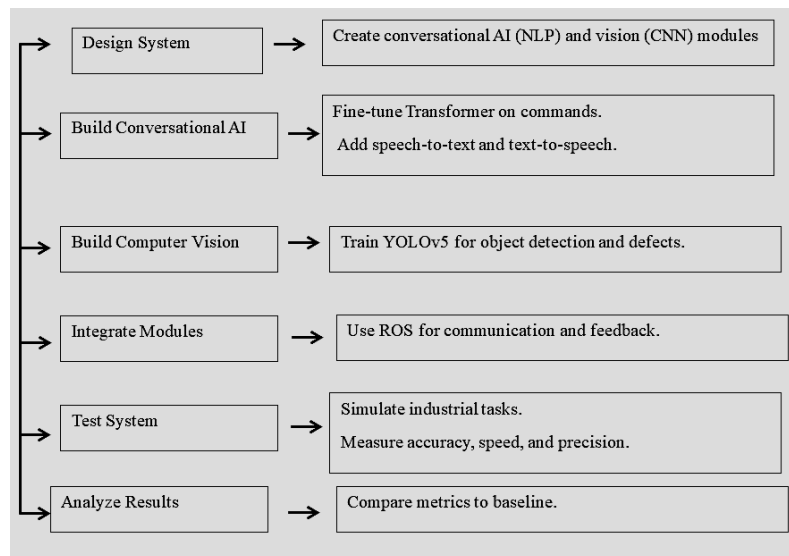 Design System
Create conversational AI (NLP) and vision (CNN) modules
Build Conversational AI
Fine-tune Transformer on commands.
Add speech-to-text and text-to-speech.
Build Computer Vision
Train YOLOv5 for object detection and defects.
Integrate Modules
Use ROS for communication and feedback.
Test System
Simulate industrial tasks.
Measure accuracy, speed, and precision.
Analyze Results
Compare metrics to baseline.